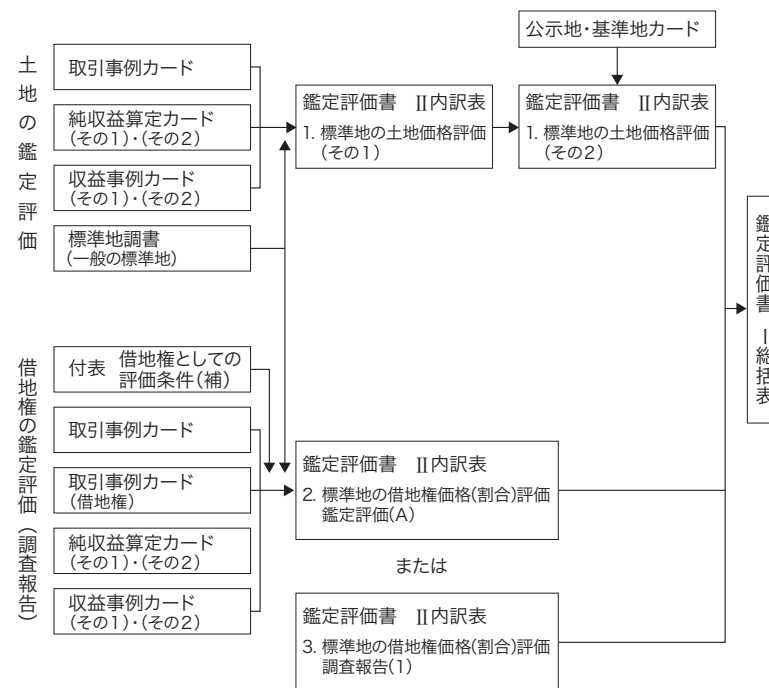 公示地・基準地カード
土地の鑑定評価
取引事例カード
純収益算定カード
(その1)・(その2)
収益事例カード
(その1)・(その2)
標準地調書
(一般の標準地)
鑑定評価書 Ⅱ内訳表
1. 標準地の土地価格評価
(その1)
鑑定評価書 Ⅱ内訳表
1. 標準地の土地価格評価
(その2)
鑑定評価書 Ⅰ総括表
借地権の鑑定評価(調査報告)
付表 借地権としての
評価条件(補)
取引事例カード
取引事例カード
(借地権)
純収益算定カード
(その1)・(その2)
収益事例カード
(その1)・(その2)
鑑定評価書 Ⅱ内訳表
2. 標準地の借地権価格(割合)評価
鑑定評価(A)
または
鑑定評価書 Ⅱ内訳表
3. 標準地の借地権価格(割合)評価
調査報告(1)